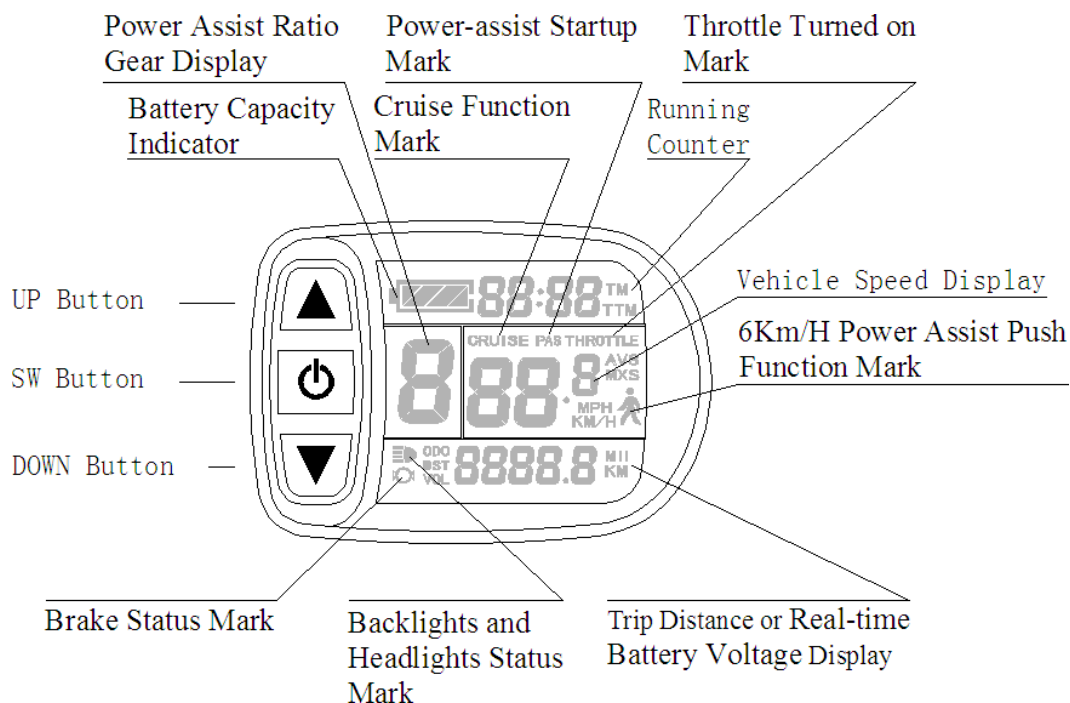 Power Assist Ratio
Gear Display
Power-assist Startup
Mark
Throttle Turned on
Mark
Battery Capacity
Indicator
Cruise Function
Mark
Running
Counter
UP Button
SW Button
DOWN Button
88:88 TM
TTM
CRUISE PAS THROTTLE
8
88.8
AVS
MXS
MPH
KM/H
ODO
DST
VOL
8888.8
MIL
KM
Vehicle Speed Display
6Km/H Power Assist Push
Function Mark
Brake Status Mark
Backlights and
Headlights Status
Mark
Trip Distance or Real-time
Battery Voltage Display